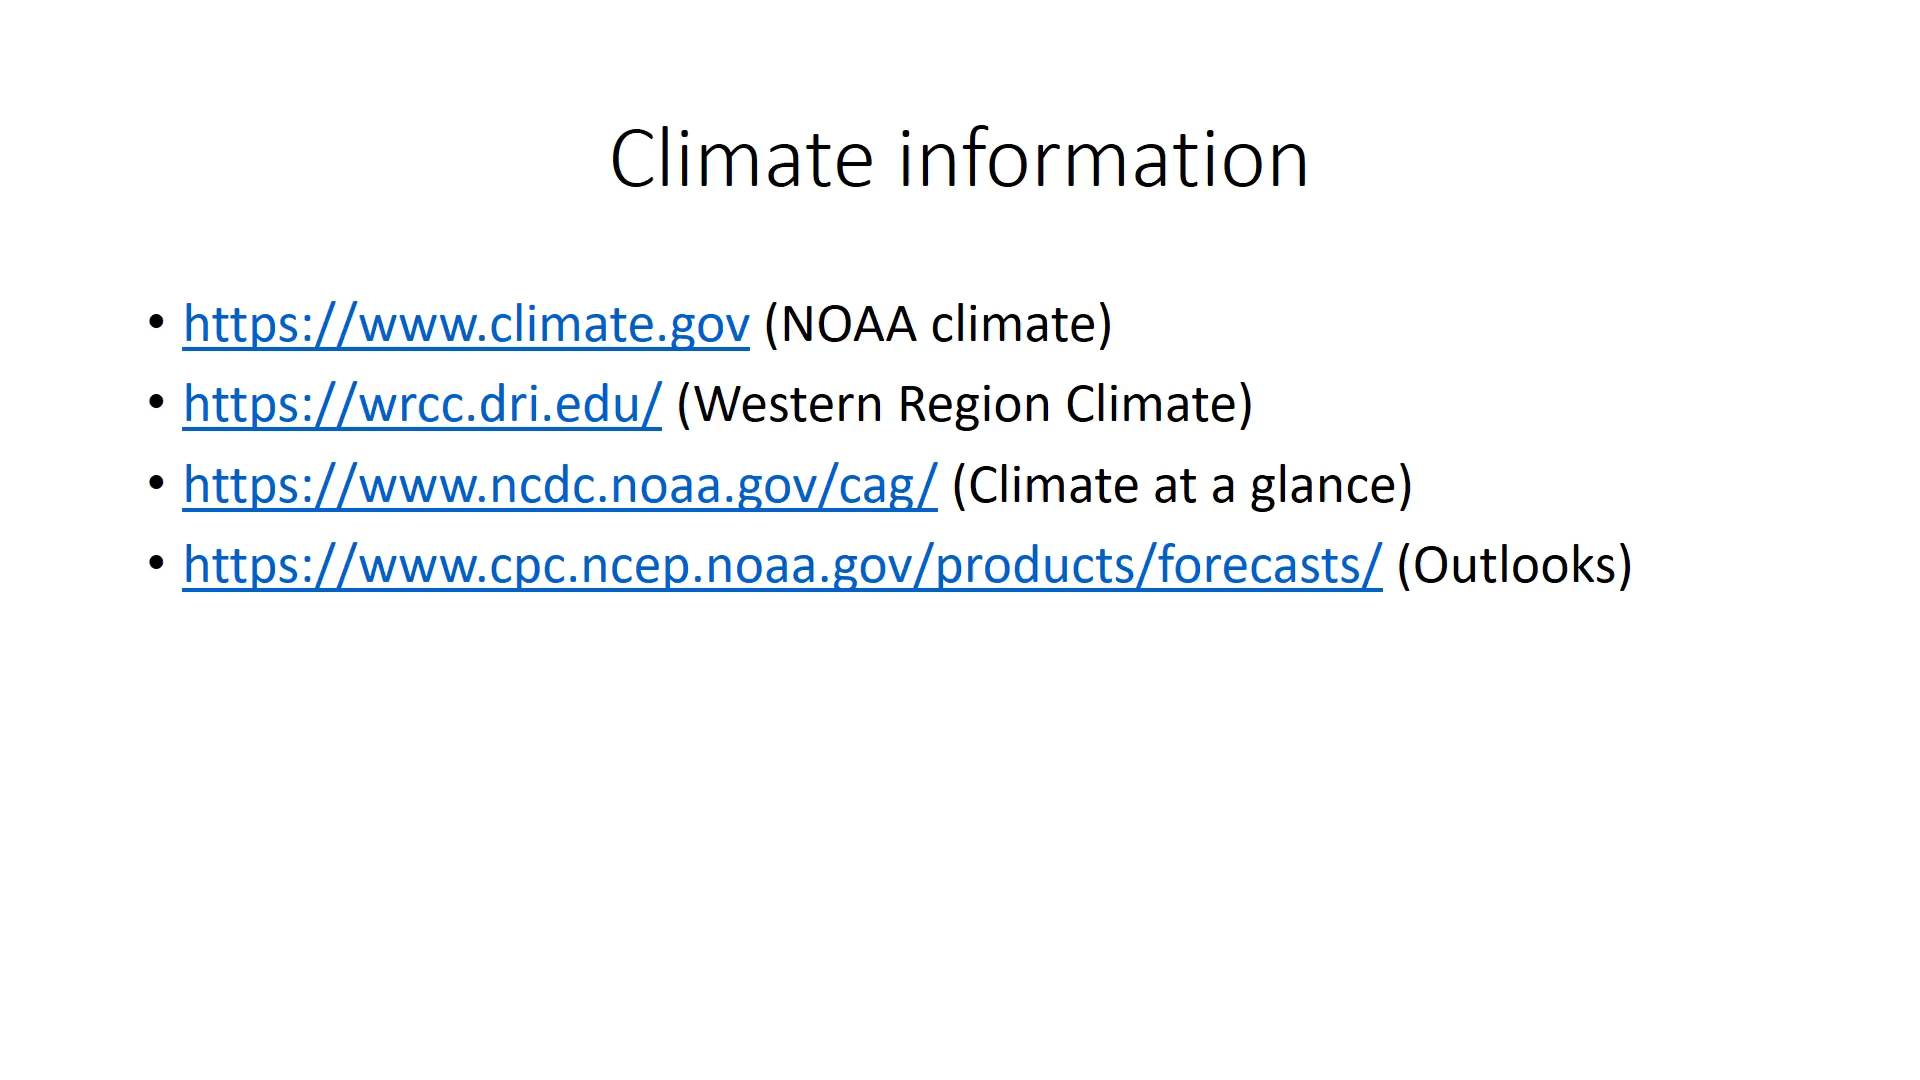 Climate information
• https://www.climate.gov (NOAA climate)
• https://wrcc.dri.edu/ (Western Region Climate)
• https://www.ncdc.noaa.gov/cag/ (Climate at a glance)
• https://www.cpc.ncep.noaa.gov/products/forecasts/ (Outlooks)